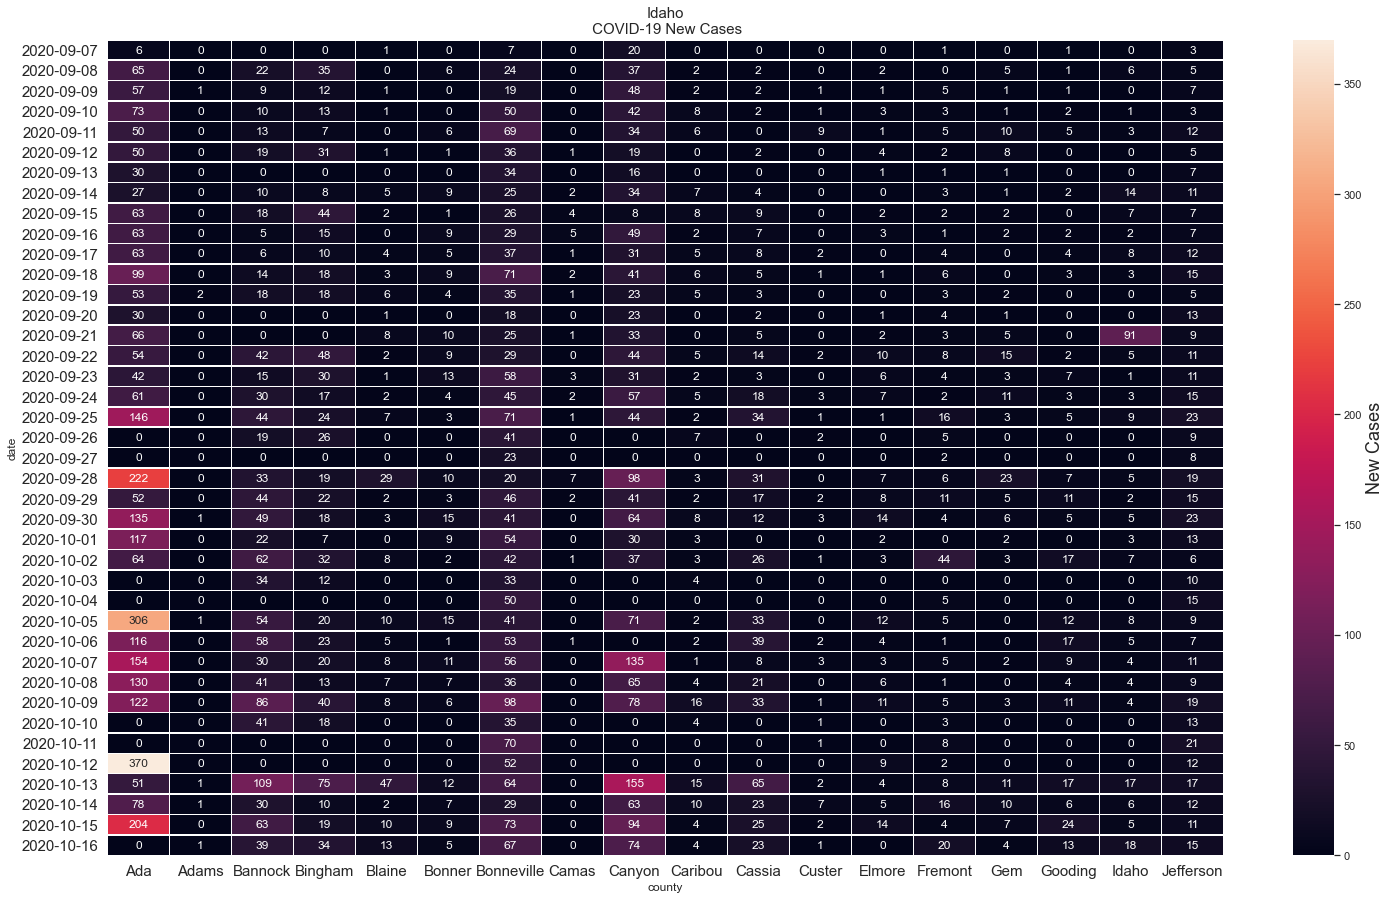 Idaho
COVID-19 New Cases
2020-09-07 6 0 0 0 1 0 7 0 20 0 0 0 0 1 0 1 0 3
2020-09-08 65 0 22 35 0 6 24 0 37 2 2 0 2 0 5 1 6 5
2020-09-09 57 1 9 12 1 0 19 0 48 2 2 1 1 5 1 1 0 7
2020-09-10 73 0 10 13 1 0 50 0 42 8 2 1 3 3 1 2 1 3
2020-09-11 50 0 13 7 0 6 69 0 34 6 0 9 1 5 10 5 3 12
2020-09-12 50 0 19 31 1 1 36 1 19 0 2 0 4 2 8 0 0 5
2020-09-13 30 0 0 0 0 0 34 0 16 0 0 0 1 1 1 0 0 7
2020-09-14 27 0 10 8 5 9 25 2 34 7 4 0 0 3 1 2 14 11
2020-09-15 63 0 18 44 2 1 26 4 8 8 9 0 2 2 2 0 7 7
2020-09-16 63 0 5 15 0 9 29 5 49 2 7 0 3 1 2 2 2 7
2020-09-17 63 0 6 10 4 5 37 1 31 5 8 2 0 4 0 4 8 12
2020-09-18 99 0 14 18 3 9 71 2 41 6 5 1 1 6 0 3 3 15
2020-09-19 53 2 18 18 6 4 35 1 23 5 3 0 0 3 2 0 0 5
2020-09-20 30 0 0 0 1 0 18 0 23 0 2 0 1 4 1 0 0 13
2020-09-21 66 0 0 0 8 10 25 1 33 0 5 0 2 3 5 0 91 9
2020-09-22 54 0 42 48 2 9 29 0 44 5 14 2 10 8 15 2 5 11
2020-09-23 42 0 15 30 1 13 58 3 31 2 3 0 6 4 3 7 1 11
2020-09-24 61 0 30 17 2 4 45 2 57 5 18 3 7 2 11 3 3 15
2020-09-25 146 0 44 24 7 3 71 1 44 2 34 1 1 16 3 5 9 23
2020-09-26 0 0 19 26 0 0 41 0 0 7 0 2 0 5 0 0 0 9
2020-09-27 0 0 0 0 0 0 23 0 0 0 0 0 0 2 0 0 0 8
2020-09-28 222 0 33 19 29 10 20 7 98 3 31 0 7 6 23 7 5 19
2020-09-29 52 0 44 22 2 3 46 2 41 2 17 2 8 11 5 11 2 15
2020-09-30 135 1 49 18 3 15 41 0 64 8 12 3 14 4 6 5 5 23
2020-10-01 117 0 22 7 0 9 54 0 30 3 0 0 2 0 2 0 3 13
2020-10-02 64 0 62 32 8 2 42 1 37 3 26 1 3 44 3 17 7 6
2020-10-03 0 0 34 12 0 0 33 0 0 4 0 0 0 0 0 0 0 10
2020-10-04 0 0 0 0 0 0 50 0 0 0 0 0 0 5 0 0 0 15
2020-10-05 306 1 54 20 10 15 41 0 71 2 33 0 12 5 0 12 8 9
2020-10-06 116 0 58 23 5 1 53 1 0 2 39 2 4 1 0 17 5 7
2020-10-07 154 0 30 20 8 11 56 0 135 1 8 3 3 5 2 9 4 11
2020-10-08 130 0 41 13 7 7 36 0 65 4 21 0 6 1 0 4 4 9
2020-10-09 122 0 86 40 8 6 98 0 78 16 33 1 11 5 3 11 4 19
2020-10-10 0 0 41 18 0 0 35 0 0 4 0 1 0 3 0 0 0 13
2020-10-11 0 0 0 0 0 0 70 0 0 0 0 1 0 8 0 0 0 21
2020-10-12 370 0 0 0 0 0 52 0 0 0 0 0 9 2 0 0 0 12
2020-10-13 51 1 109 75 47 12 64 0 155 15 65 2 4 8 11 17 17 17
2020-10-14 78 1 30 10 2 7 29 0 63 10 23 7 5 16 10 6 6 12
2020-10-15 204 0 63 19 10 9 73 0 94 4 25 2 14 4 7 24 5 11
2020-10-16 0 1 39 34 13 5 67 0 74 4 23 1 0 20 4 13 18 15
Ada Adams Bannock Bingham Blaine Bonner Bonneville Camas Canyon Caribou Cassia Custer Elmore Fremont Gem Gooding Idaho Jefferson
county
date
350
300
250
200
150
100
50
0
New Cases